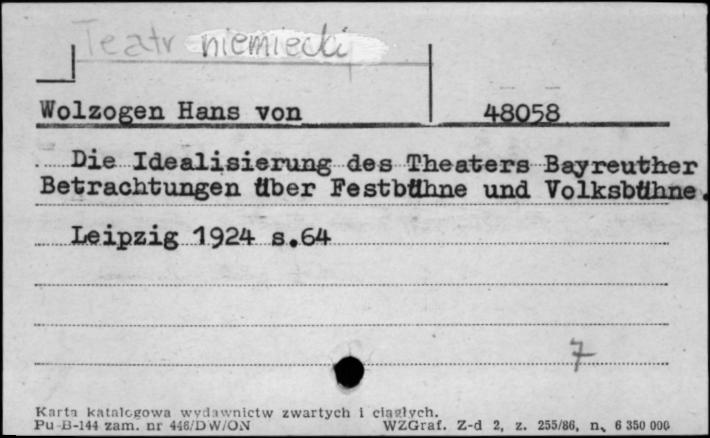 Teatr niemiecki
Wolzogen Hans von 48058
Die Idealisierung des Theaters Bayreuther
Betrachtungen über Festbühne und Volksbühne.
Leipzig 1924 s.64
7
Karta katalogowa wydawnictw zwartych i ciągłych.
Pu B-144 zam. nr 446/DW/ON WZGraf. Z-d 2, z. 255/86, n. 6 350 000